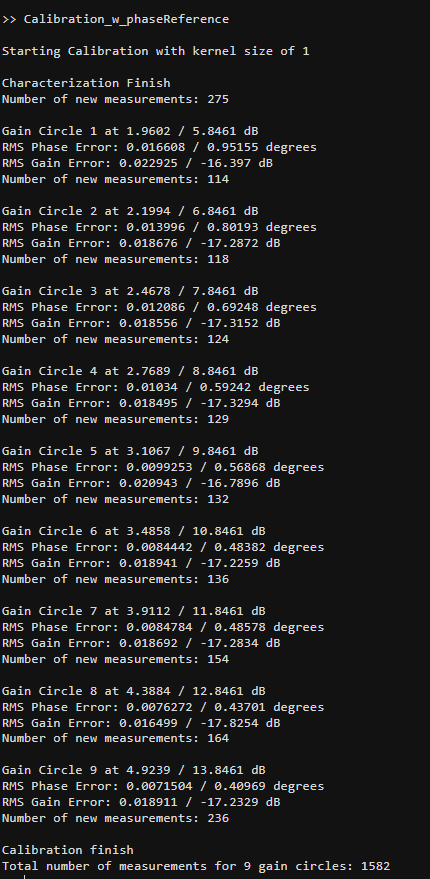 >> Calibration_w_phaseReference
Starting Calibration with kernel size of 1
Characterization Finish
Number of new measurements: 275
Gain Circle 1 at 1.9602 / 5.8461 dB
RMS Phase Error: 0.016608 / 0.95155 degrees
RMS Gain Error: 0.022925 / -16.397 dB
Number of new measurements: 114
Gain Circle 2 at 2.1994 / 6.8461 dB
RMS Phase Error: 0.013996 / 0.80193 degrees
RMS Gain Error: 0.018676 / -17.2872 dB
Number of new measurements: 118
Gain Circle 3 at 2.4678 / 7.8461 dB
RMS Phase Error: 0.012086 / 0.69248 degrees
RMS Gain Error: 0.018556 / -17.3152 dB
Number of new measurements: 124
Gain Circle 4 at 2.7689 / 8.8461 dB
RMS Phase Error: 0.01034 / 0.59242 degrees
RMS Gain Error: 0.018495 / -17.3294 dB
Number of new measurements: 129
Gain Circle 5 at 3.1067 / 9.8461 dB
RMS Phase Error: 0.0099253 / 0.56868 degrees
RMS Gain Error: 0.020943 / -16.7896 dB
Number of new measurements: 132
Gain Circle 6 at 3.4858 / 10.8461 dB
RMS Phase Error: 0.0084442 / 0.48382 degrees
RMS Gain Error: 0.018941 / -17.2259 dB
Number of new measurements: 136
Gain Circle 7 at 3.9112 / 11.8461 dB
RMS Phase Error: 0.0084784 / 0.48578 degrees
RMS Gain Error: 0.018692 / -17.2834 dB
Number of new measurements: 154
Gain Circle 8 at 4.3884 / 12.8461 dB
RMS Phase Error: 0.0076272 / 0.43701 degrees
RMS Gain Error: 0.016499 / -17.8254 dB
Number of new measurements: 164
Gain Circle 9 at 4.9239 / 13.8461 dB
RMS Phase Error: 0.0071504 / 0.40969 degrees
RMS Gain Error: 0.018911 / -17.2329 dB
Number of new measurements: 236
Calibration finish
Total number of measurements for 9 gain circles: 1582